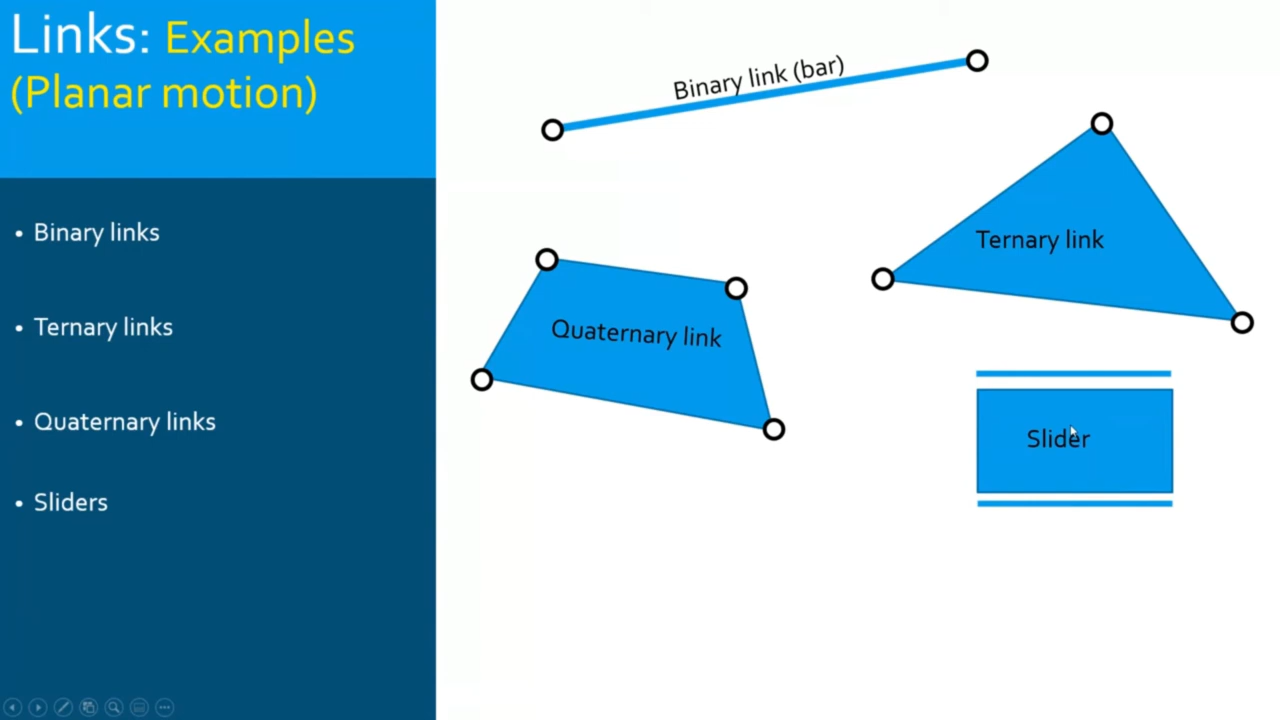 Links: Examples
(Planar motion)
• Binary links
• Ternary links
• Quaternary links
• Sliders
Binary link (bar)
Ternary link
Quaternary link
Slider